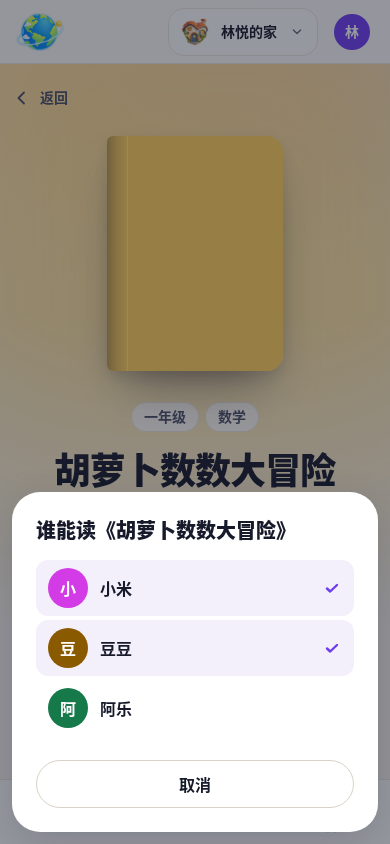 林悦的家
林
返回
一年级
数学
胡萝卜数数大冒险
谁能读《胡萝卜数数大冒险》
小
小米
豆
豆豆
阿
阿乐
取消